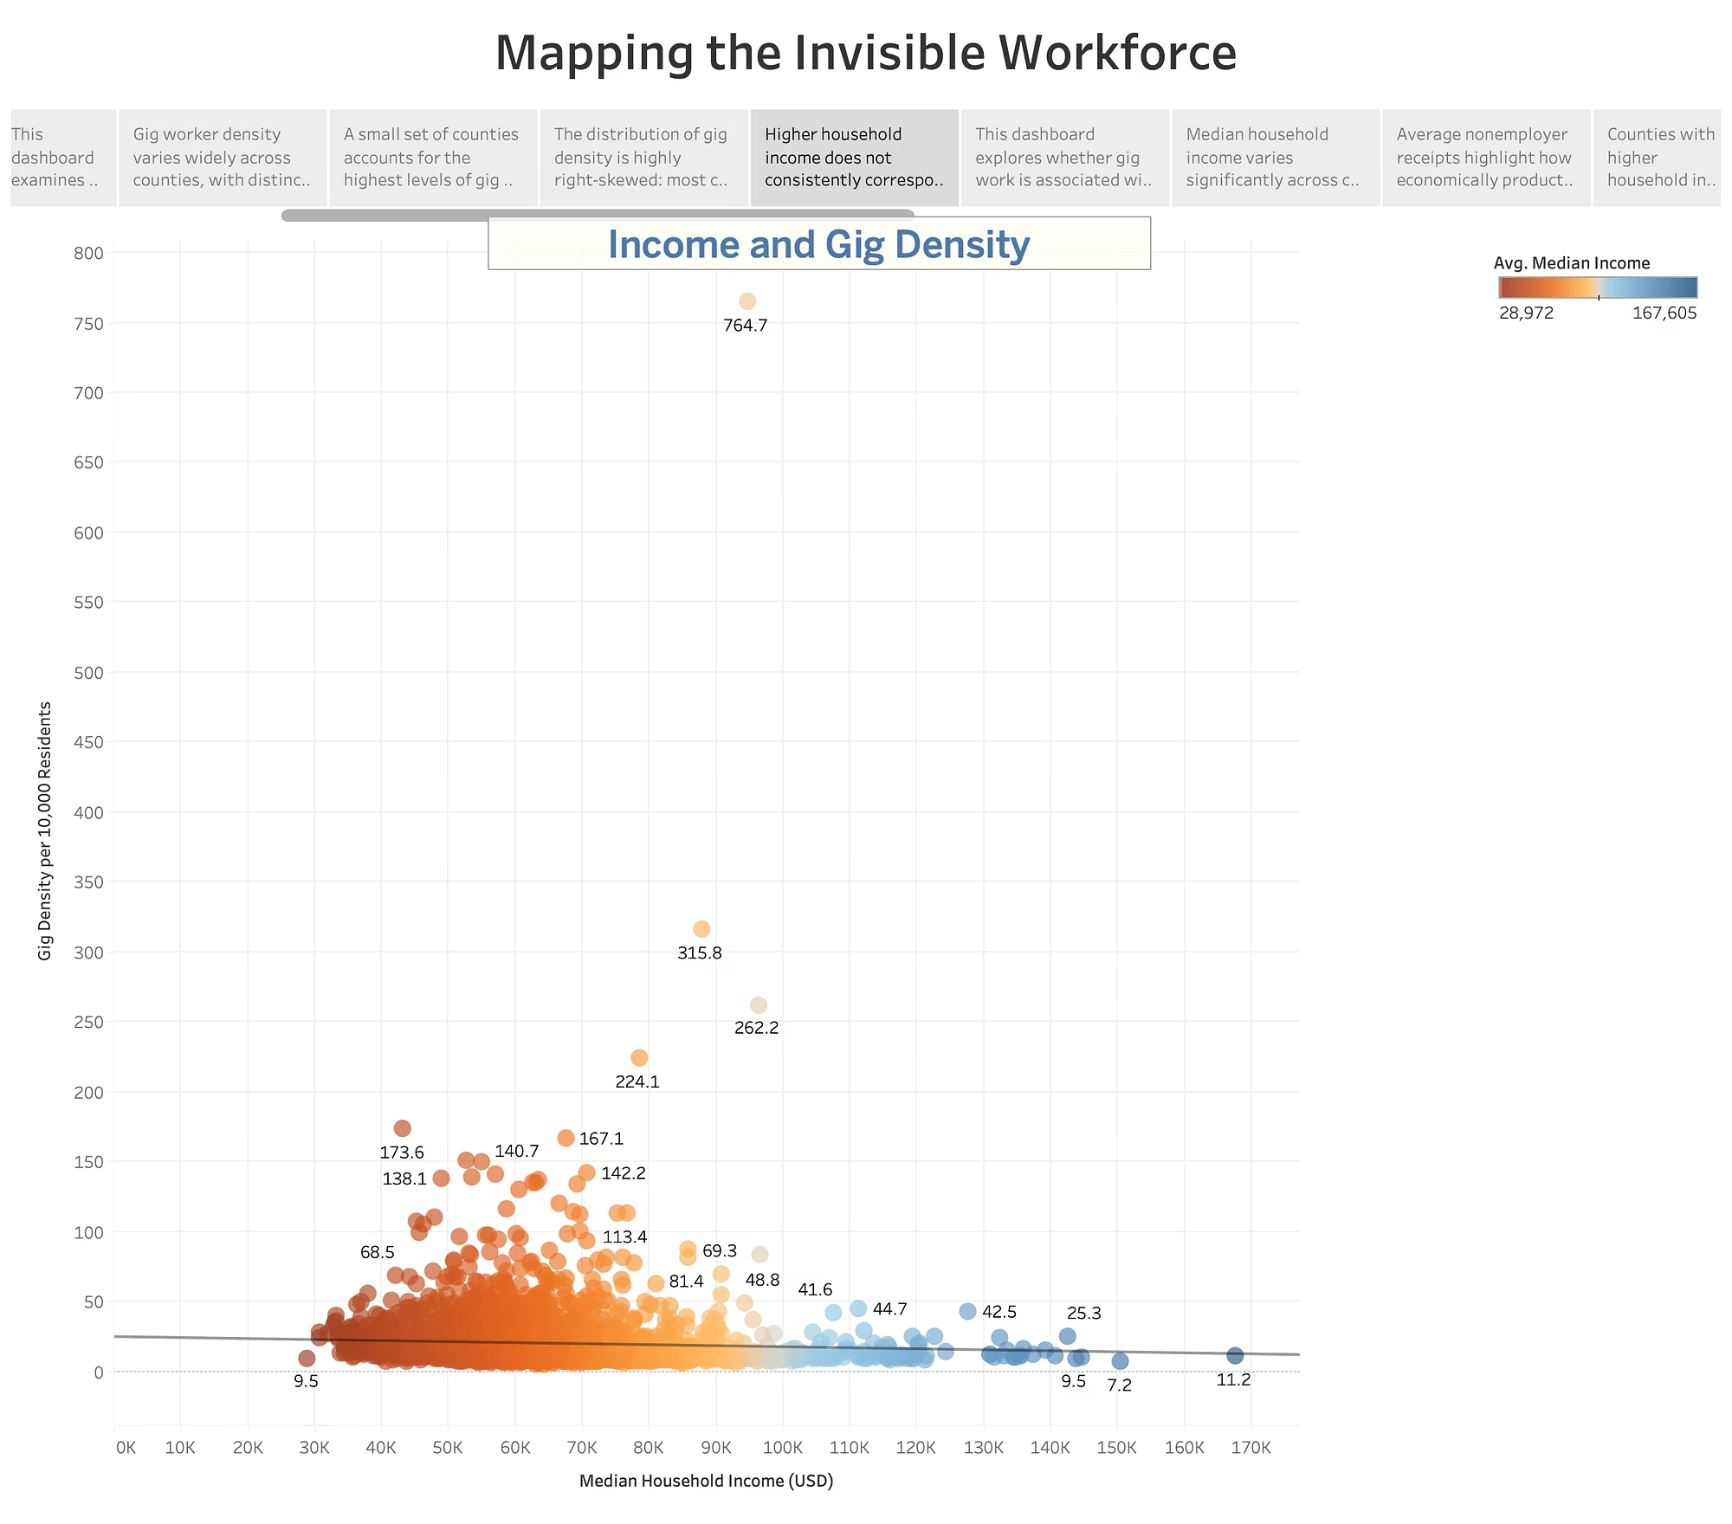 Mapping the Invisible Workforce
This
dashboard
examines ..
Gig worker density
varies widely across
counties, with distinc..
A small set of counties
accounts for the
highest levels of gig ..
The distribution of gig
density is highly
right-skewed: most c..
Higher household
income does not
consistently correspo..
This dashboard
explores whether gig
work is associated wi..
Median household
income varies
significantly across c..
Average nonemployer
receipts highlight how
economically product..
Counties with
higher
household in..
Income and Gig Density
Avg. Median Income
28,972 167,605
Gig Density per 10,000 Residents
800
750
700
650
600
550
500
450
400
350
300
250
200
150
100
50
0
764.7
315.8
262.2
224.1
167.1
173.6
140.7
142.2
138.1
113.4
68.5
69.3
81.4
48.8
41.6
44.7
42.5
25.3
9.5
9.5
7.2
11.2
0K 10K 20K 30K 40K 50K 60K 70K 80K 90K 100K 110K 120K 130K 140K 150K 160K 170K
Median Household Income (USD)